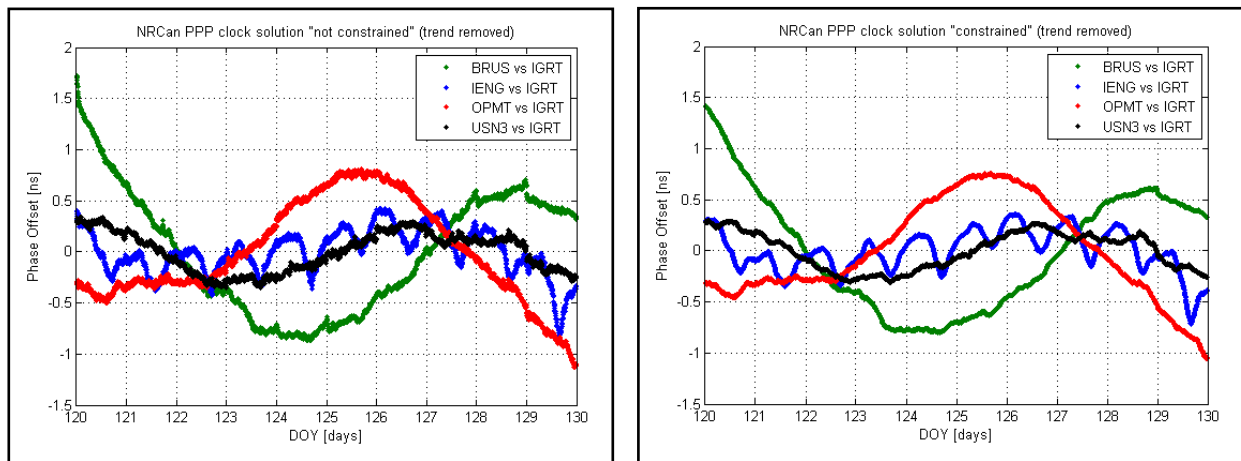 NRCan PPP clock solution "not constrained" (trend removed)
2
1.5
1
0.5
0
-0.5
-1
-1.5
Phase Offset [ns]
BRUS vs IGRT
IENG vs IGRT
OPMT vs IGRT
USN3 vs IGRT
120 121 122 123 124 125 126 127 128 129 130
DOY [days]
NRCan PPP clock solution "constrained" (trend removed)
2
1.5
1
0.5
0
-0.5
-1
-1.5
Phase Offset [ns]
BRUS vs IGRT
IENG vs IGRT
OPMT vs IGRT
USN3 vs IGRT
120 121 122 123 124 125 126 127 128 129 130
DOY [days]